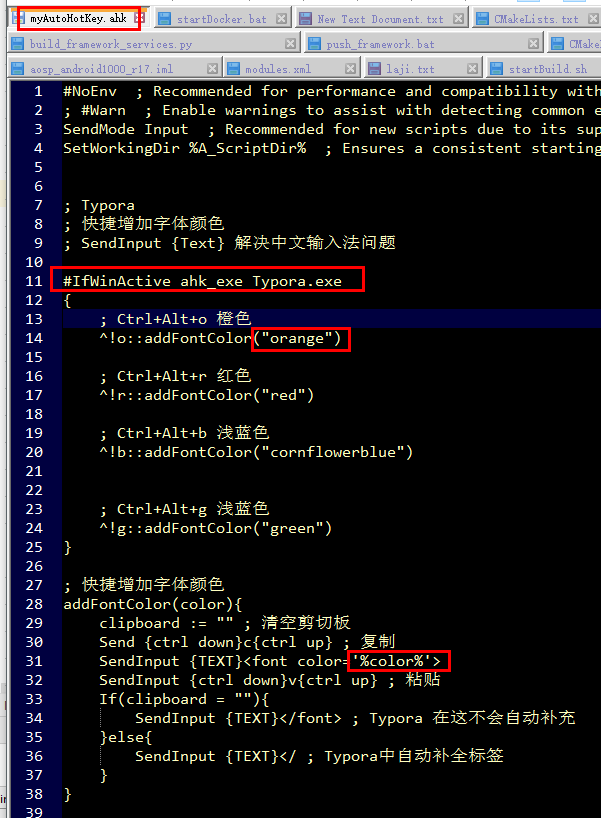 myAutoHotKey.ahk startDocker.bat New Text Document.txt CMakeLists.txt
build_framework_services.py push_framework.bat CMakeL
aosp_android1000_r17.iml modules.xml laji.txt startBuild.sh
1 #NoEnv ; Recommended for performance and compatibility with
2 ; #Warn ; Enable warnings to assist with detecting common e
3 SendMode Input ; Recommended for new scripts due to its sup
4 SetWorkingDir %A_ScriptDir% ; Ensures a consistent starting
5
6
7 ; Typora
8 ; 快捷增加字体颜色
9 ; SendInput {Text} 解决中文输入法问题
10
11 #IfWinActive ahk_exe Typora.exe
12 {
13 ; Ctrl+Alt+o 橙色
14 ^!o::addFontColor("orange")
15
16 ; Ctrl+Alt+r 红色
17 ^!r::addFontColor("red")
18
19 ; Ctrl+Alt+b 浅蓝色
20 ^!b::addFontColor("cornflowerblue")
21
22
23 ; Ctrl+Alt+g 浅蓝色
24 ^!g::addFontColor("green")
25 }
26
27 ; 快捷增加字体颜色
28 addFontColor(color){
29 clipboard := "" ; 清空剪切板
30 Send {ctrl down}c{ctrl up} ; 复制
31 SendInput {TEXT}<font color='%color%'>
32 SendInput {ctrl down}v{ctrl up} ; 粘贴
33 If(clipboard = ""){
34 SendInput {TEXT}</font> ; Typora 在这不会自动补充
35 }else{
36 SendInput {TEXT}</ ; Typora中自动补全标签
37 }
38 }
39